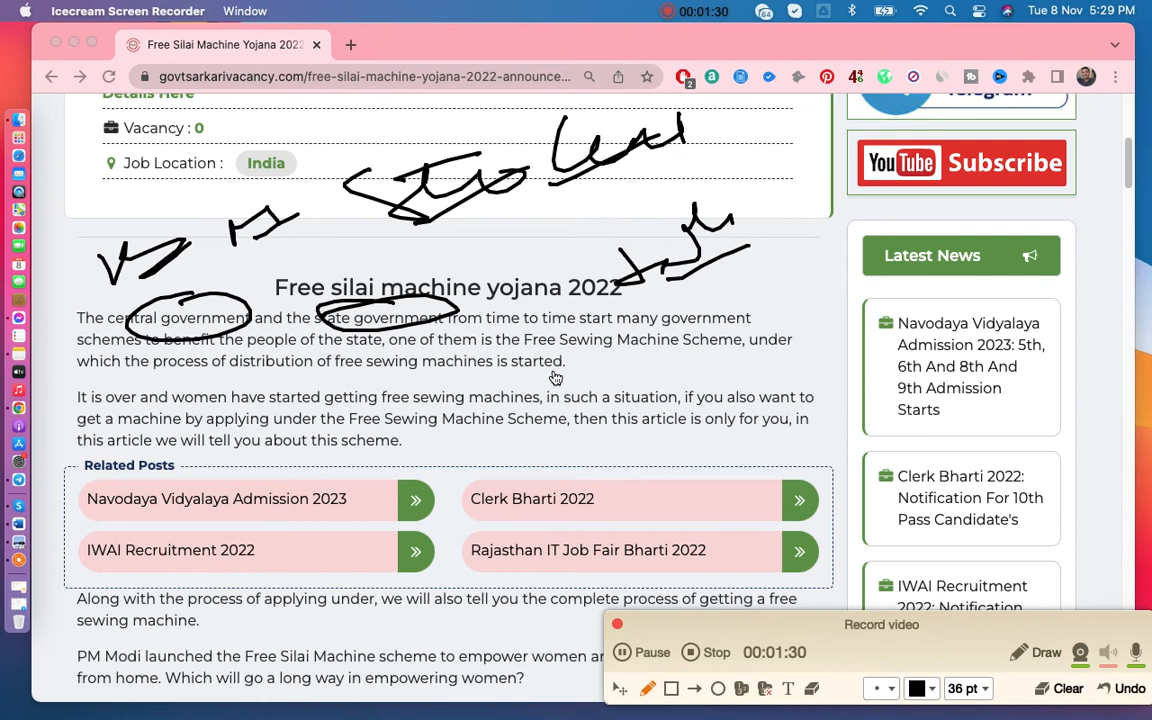 Icecream Screen Recorder Window 00:01:30 64 Tue 8 Nov 5:29 PM
Free Silai Machine Yojana 2022
govtsarkarivacancy.com/free-silai-machine-yojana-2022-announce...
2
Details Here
Vacancy : 0
Job Location : India
Telegram
YouTube Subscribe
Latest News
Free silai machine yojana 2022
The central government and the state government from time to time start many government
schemes to benefit the people of the state, one of them is the Free Sewing Machine Scheme, under
which the process of distribution of free sewing machines is started.
It is over and women have started getting free sewing machines, in such a situation, if you also want to
get a machine by applying under the Free Sewing Machine Scheme, then this article is only for you, in
this article we will tell you about this scheme.
Related Posts
Navodaya Vidyalaya Admission 2023
Clerk Bharti 2022
IWAI Recruitment 2022
Rajasthan IT Job Fair Bharti 2022
Along with the process of applying under, we will also tell you the complete process of getting a free
sewing machine.
PM Modi launched the Free Silai Machine scheme to empower women
from home. Which will go a long way in empowering women?
Navodaya Vidyalaya
Admission 2023: 5th,
6th And 8th And
9th Admission
Starts
Clerk Bharti 2022:
Notification For 10th
Pass Candidate's
IWAI Recruitment
2022: Notification
Record video
Pause Stop 00:01:30 Draw
T 36 pt Clear Undo